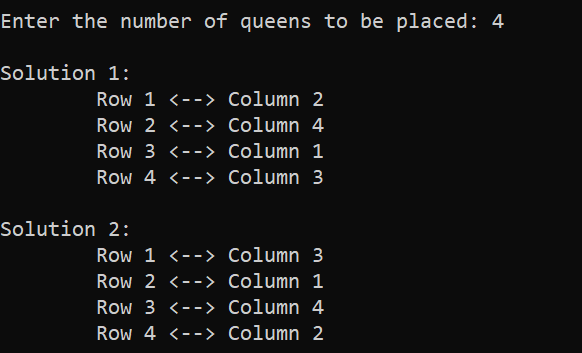 Enter the number of queens to be placed: 4
Solution 1:
Row 1 <--> Column 2
Row 2 <--> Column 4
Row 3 <--> Column 1
Row 4 <--> Column 3
Solution 2:
Row 1 <--> Column 3
Row 2 <--> Column 1
Row 3 <--> Column 4
Row 4 <--> Column 2